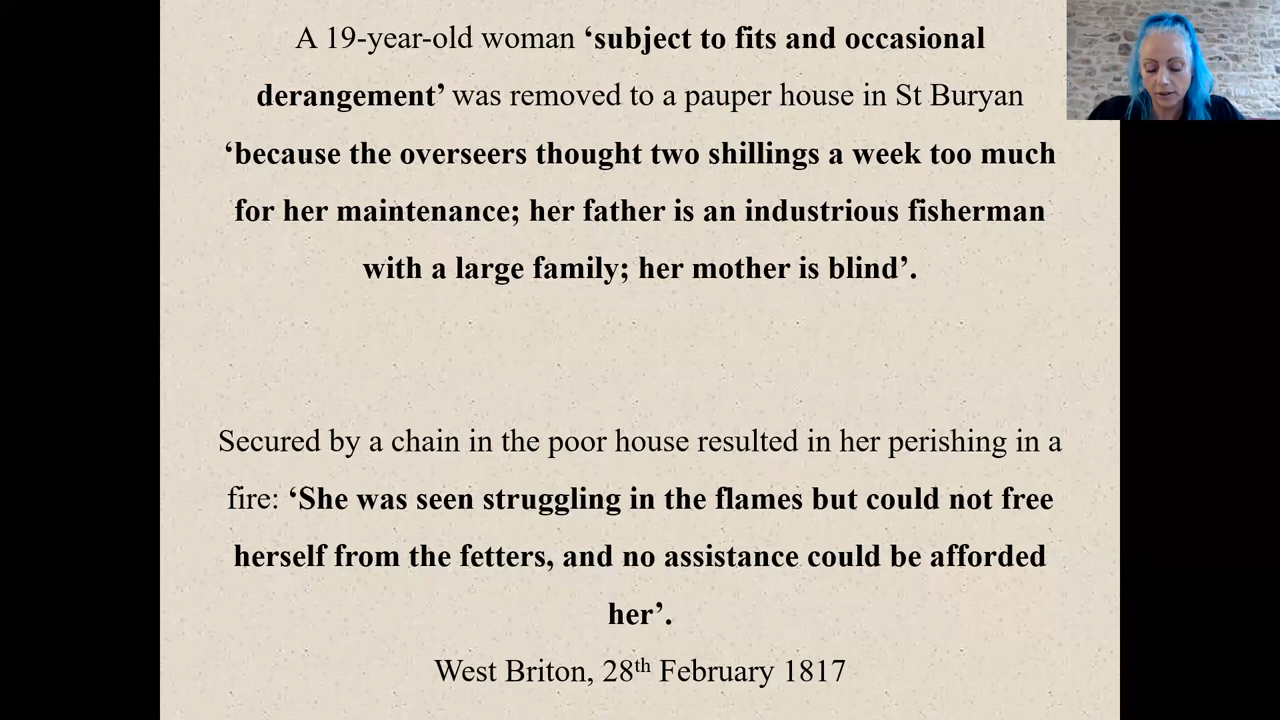 A 19-year-old woman ‘subject to fits and occasional
derangement’ was removed to a pauper house in St Buryan
‘because the overseers thought two shillings a week too much
for her maintenance; her father is an industrious fisherman
with a large family; her mother is blind’.
Secured by a chain in the poor house resulted in her perishing in a
fire: ‘She was seen struggling in the flames but could not free
herself from the fetters, and no assistance could be afforded
her’.
West Briton, 28th February 1817